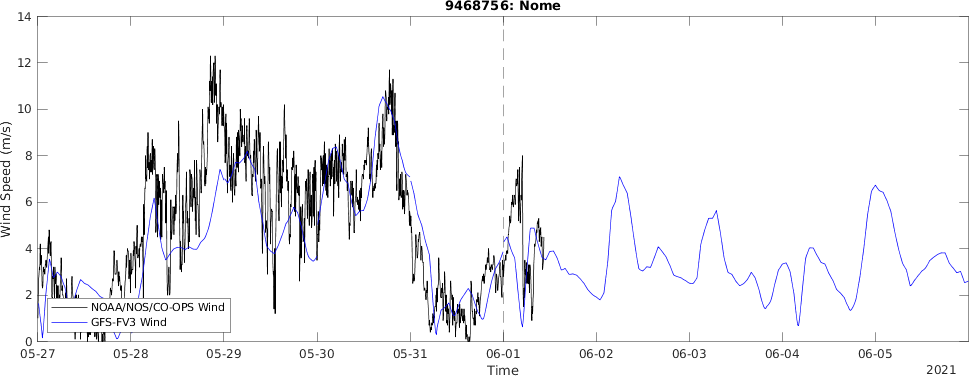 9468756: Nome
14
12
10
8
6
4
2
0
Wind Speed (m/s)
NOAA/NOS/CO-OPS Wind
GFS-FV3 Wind
05-27 05-28 05-29 05-30 05-31 06-01 06-02 06-03 06-04 06-05
Time
2021